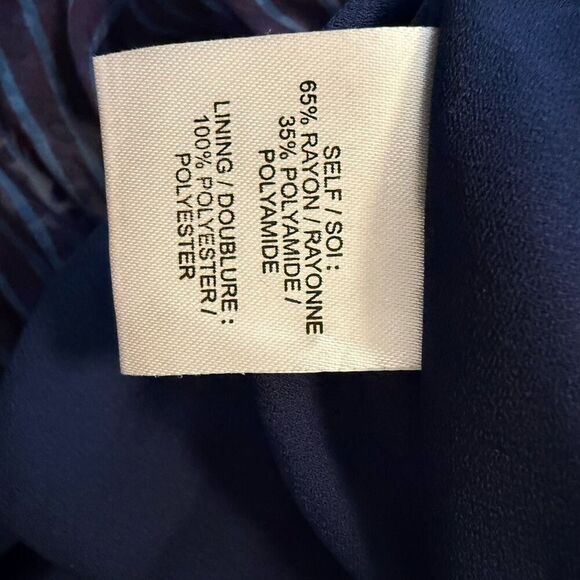 SELF / SOI :
65% RAYON / RAYONNE
35% POLYAMIDE /
POLYAMIDE
LINING / DOUBLURE :
100% POLYESTER /
POLYESTER